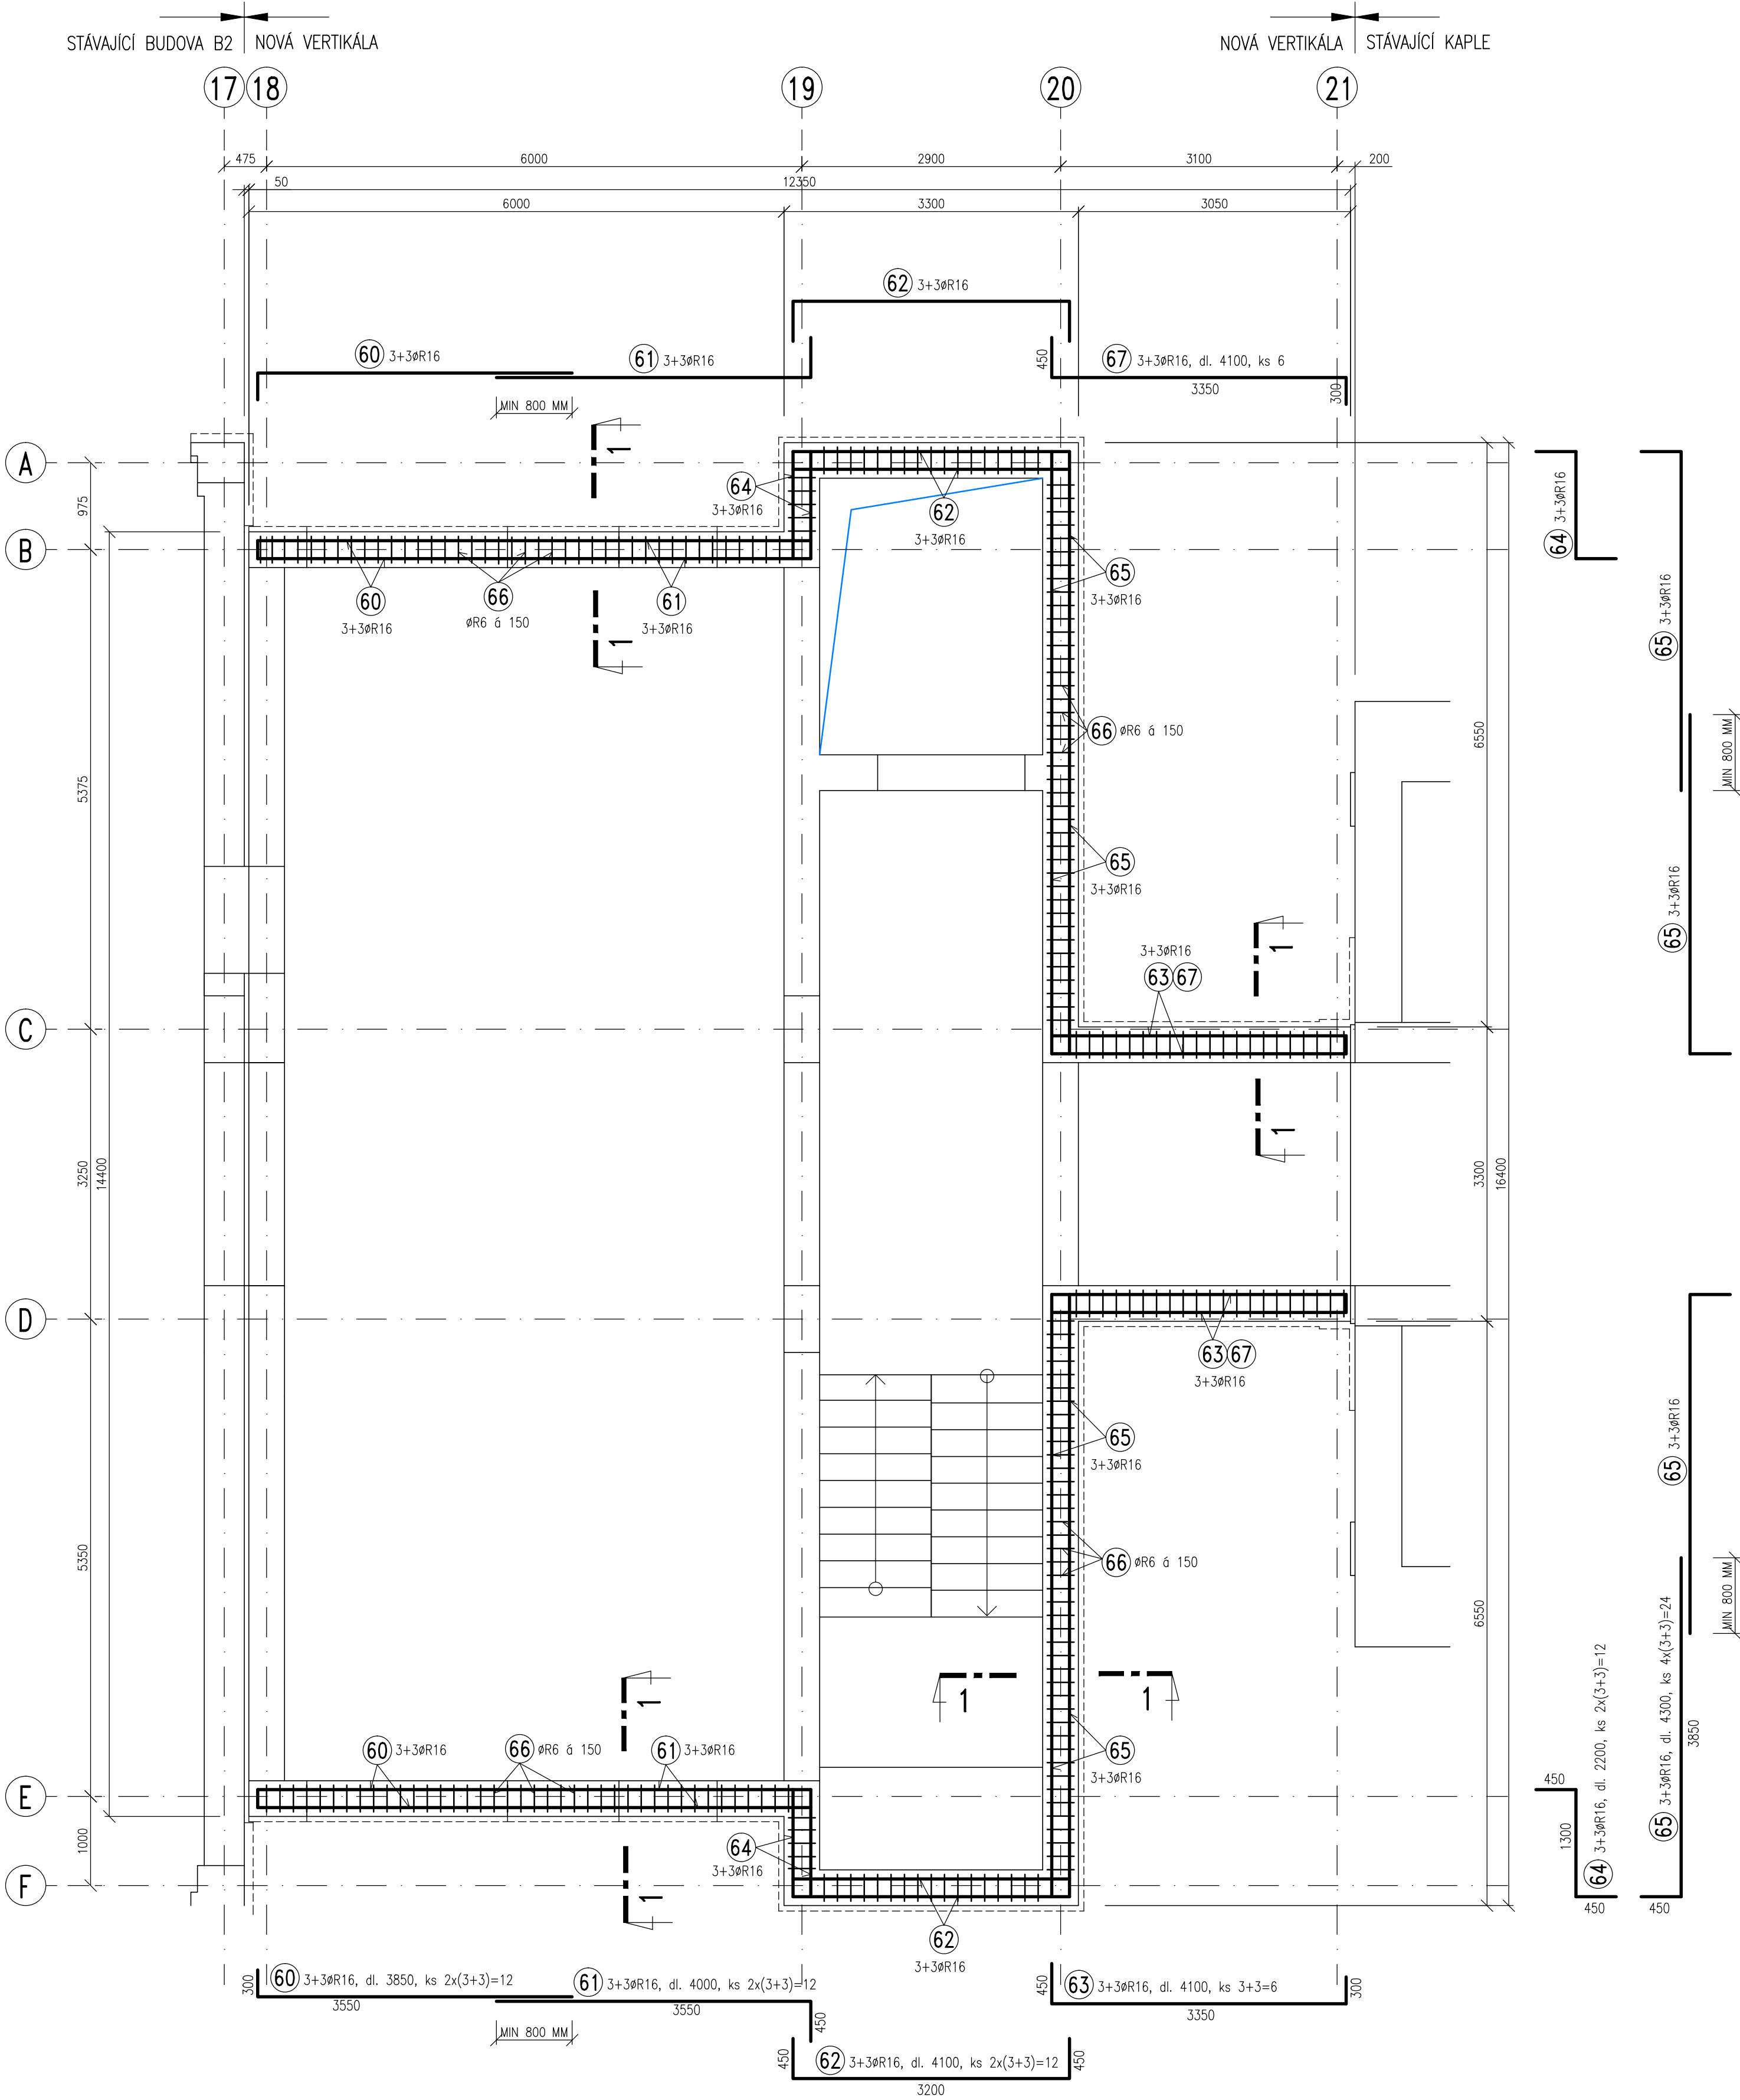 STÁVAJÍCÍ BUDOVA B2 NOVÁ VERTIKÁLA
NOVÁ VERTIKÁLA STÁVAJÍCÍ KAPLE
17 18 19 20 21
475 6000 2900 3100 200
50 12350
6000 3300 3050
62 3+3øR16
60 3+3øR16
61 3+3øR16
MIN 800 MM
450
67 3+3øR16, dl. 4100, ks 6
3350
300
1
A
975
64
3+3øR16
62
3+3øR16
64 3+3øR16
B
60
3+3øR16
66
øR6 á 150
61
3+3øR16
1
65
3+3øR16
65 3+3øR16
66 øR6 á 150
6550
MIN 800 MM
5375
65
3+3øR16
65 3+3øR16
1
3+3øR16
63 67
C
1
3250
14400
3300
16400
D
63 67
3+3øR16
65
3+3øR16
65 3+3øR16
66 øR6 á 150
5350
6550
MIN 800 MM
1
1
1
60 3+3øR16
66 øR6 á 150
61 3+3øR16
65
3+3øR16
E
1000
64
3+3øR16
F
1
62
3+3øR16
450
1300
450
64 3+3øR16, dl. 2200, ks 2x(3+3)=12
65 3+3øR16, dl. 4300, ks 4x(3+3)=24
3850
450
300
60 3+3øR16, dl. 3850, ks 2x(3+3)=12
3550
61 3+3øR16, dl. 4000, ks 2x(3+3)=12
3550
450
MIN 800 MM
450
63 3+3øR16, dl. 4100, ks 3+3=6
3350
300
450
62 3+3øR16, dl. 4100, ks 2x(3+3)=12
450
3200